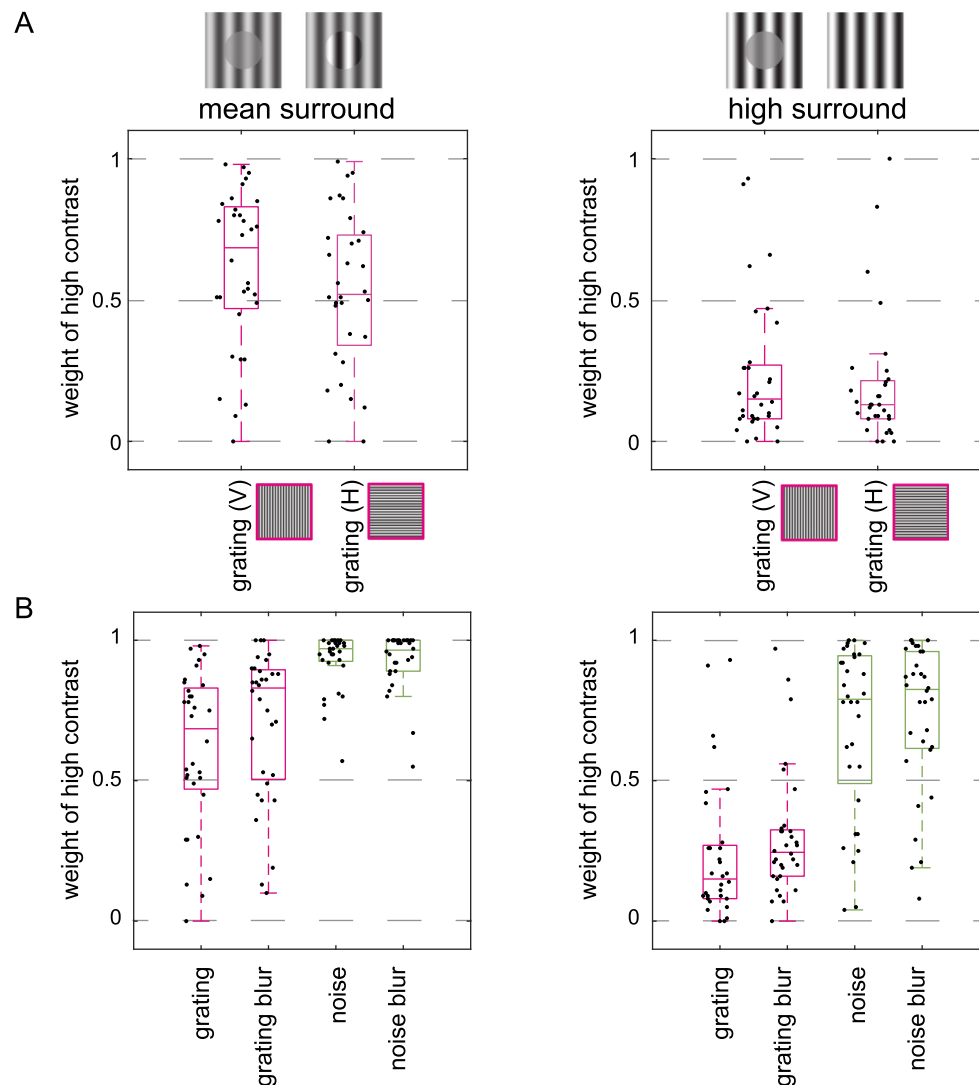 A
mean surround
high surround
weight of high contrast
1
0.5
0
grating (V)
grating (H)
weight of high contrast
1
0.5
0
grating (V)
grating (H)
B
weight of high contrast
1
0.5
0
grating
grating blur
noise
noise blur
weight of high contrast
1
0.5
0
grating
grating blur
noise
noise blur